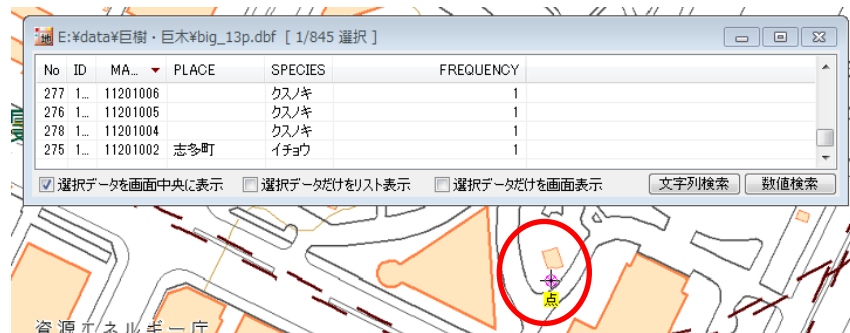 E:¥data¥巨樹・巨木¥big_13p.dbf [ 1/845 選択 ]
No ID MA... PLACE SPECIES FREQUENCY
277 1... 11201006 クスノキ 1
276 1... 11201005 クスノキ 1
278 1... 11201004 クスノキ 1
275 1... 11201002 志多町 イチョウ 1
選択データを画面中央に表示 選択データだけをリスト表示 選択データだけを画面表示 文字列検索 数値検索
点
資源エネルギー庁